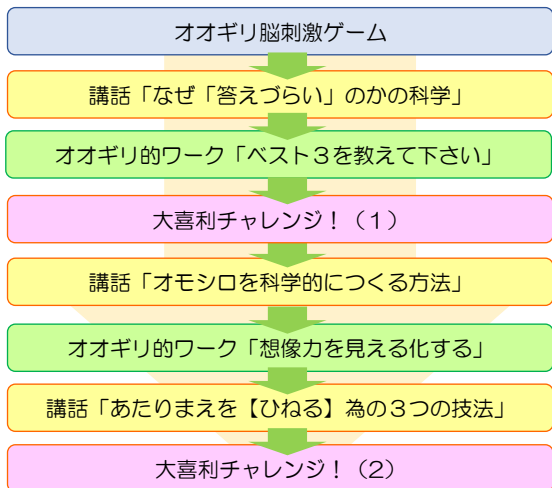 オオギリ脳刺激ゲーム
講話「なぜ「答えづらい」のかの科学」
オオギリ的ワーク「ベスト３を教えて下さい」
大喜利チャレンジ！（１）
講話「オモシロを科学的につくる方法」
オオギリ的ワーク「想像力を見える化する」
講話「あたりまえを【ひねる】為の３つの技法」
大喜利チャレンジ！（2）